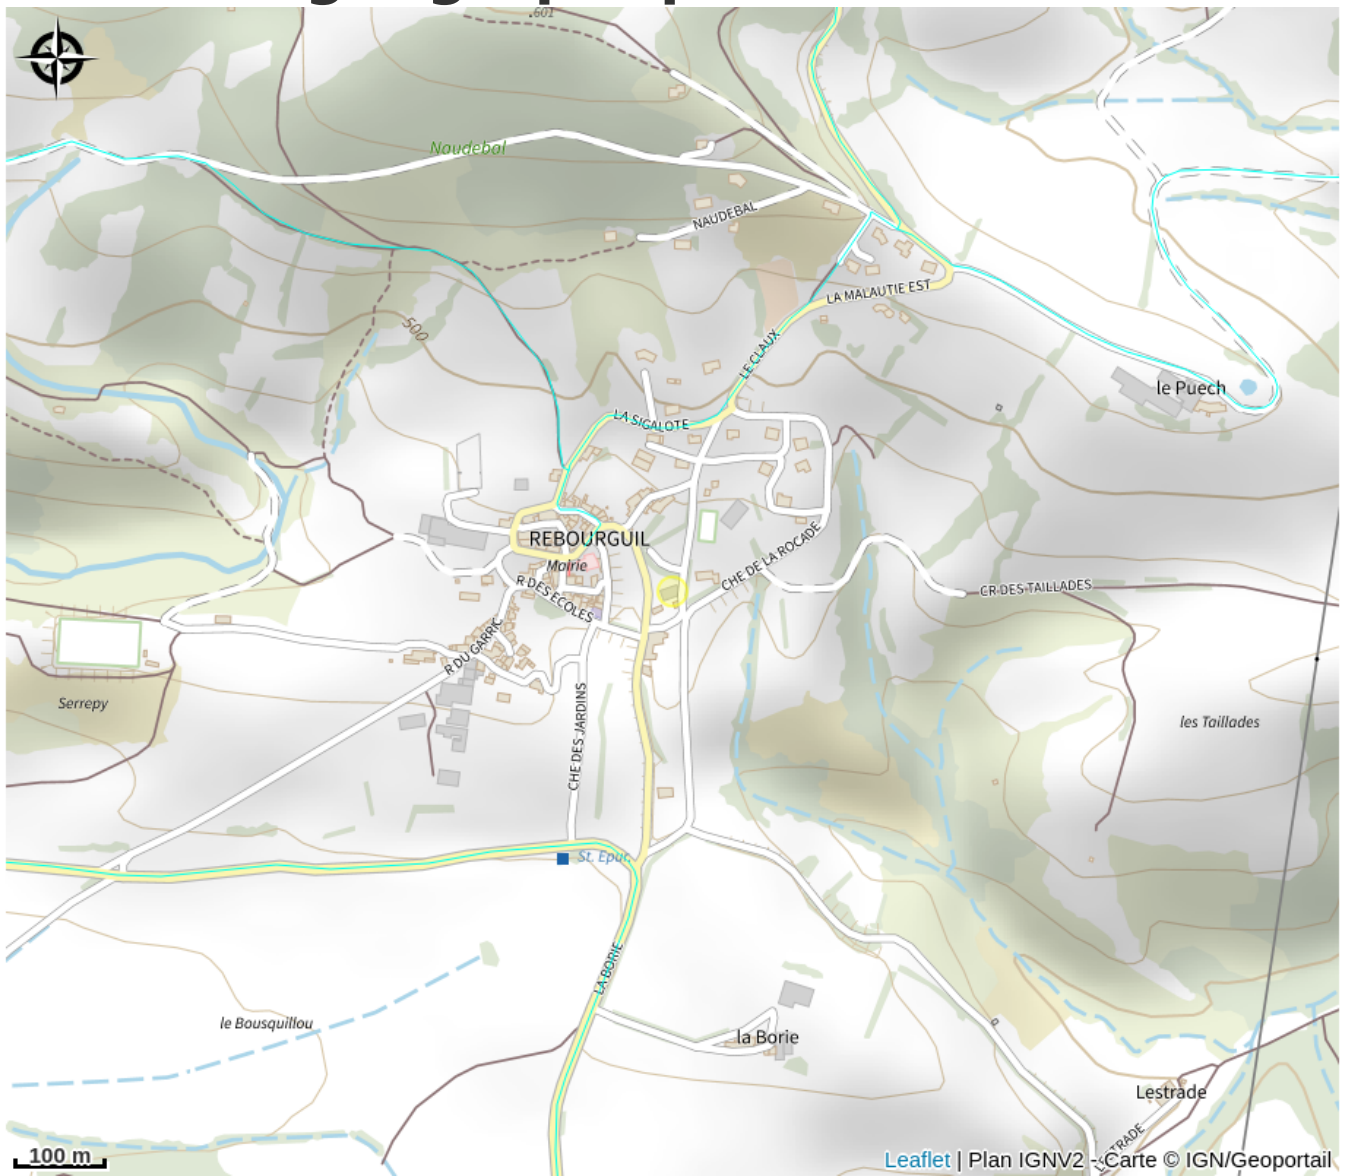 .601
Naudebal
NAUDEBAL
LA MALAUTIE EST
500
LE CLAUX
le Puech
LA SIGALOTE
REBOURGUIL
Mairie
CHE DE LA ROCADE
R DES ECOLES
CR DES TAILLADES
R DU GARRIC
Serrepy
les Taillades
CHE DES JARDINS
St. Epur.
LA BORIE
le Bousquillou
la Borie
Lestrade
100 m
Leaflet | Plan IGNV2 - Carte © IGN/Geoportail